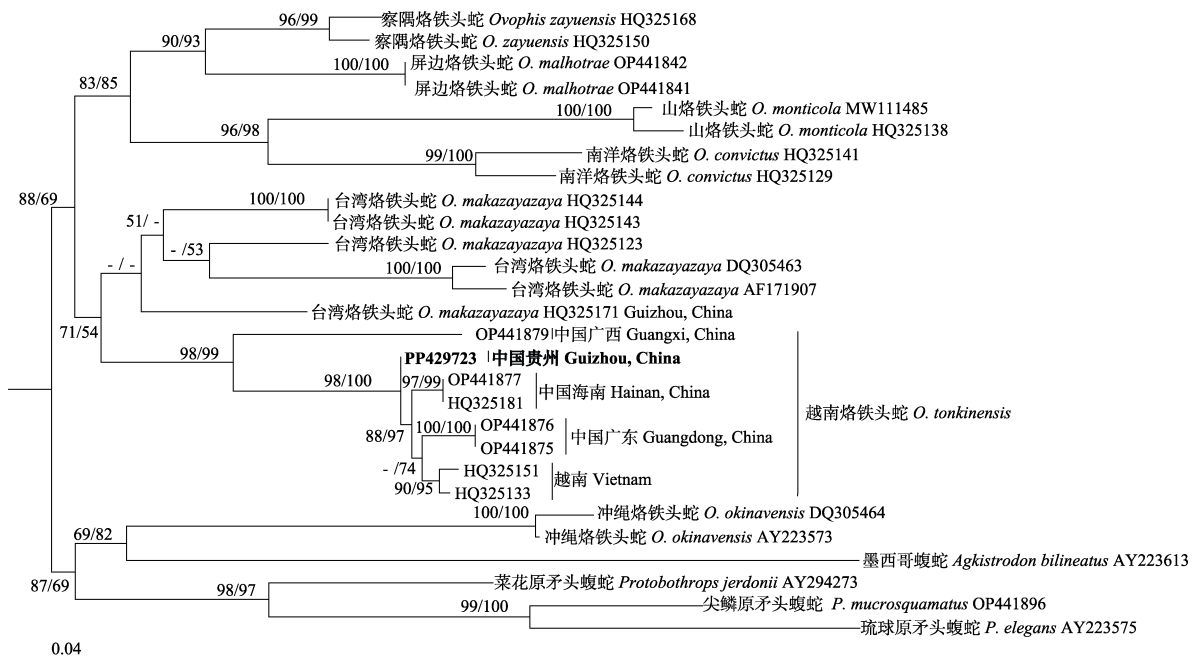 96/99
察隅烙铁头蛇 Ovophis zayuensis HQ325168
90/93
察隅烙铁头蛇 O. zayuensis HQ325150
100/100
屏边烙铁头蛇 O. malhotrae OP441842
83/85
屏边烙铁头蛇 O. malhotrae OP441841
100/100
山烙铁头蛇 O. monticola MW111485
96/98
山烙铁头蛇 O. monticola HQ325138
99/100
南洋烙铁头蛇 O. convictus HQ325141
南洋烙铁头蛇 O. convictus HQ325129
88/69
100/100
台湾烙铁头蛇 O. makazayazaya HQ325144
51/ -
台湾烙铁头蛇 O. makazayazaya HQ325143
- /53
台湾烙铁头蛇 O. makazayazaya HQ325123
- / -
100/100
台湾烙铁头蛇 O. makazayazaya DQ305463
台湾烙铁头蛇 O. makazayazaya AF171907
台湾烙铁头蛇 O. makazayazaya HQ325171 Guizhou, China
71/54
OP441879 中国广西 Guangxi, China
98/99
PP429723 中国贵州 Guizhou, China
98/100
97/99
OP441877
中国海南 Hainan, China
HQ325181
越南烙铁头蛇 O. tonkinensis
88/97
100/100
OP441876
中国广东 Guangdong, China
OP441875
- /74
HQ325151
越南 Vietnam
90/95
HQ325133
100/100
冲绳烙铁头蛇 O. okinavensis DQ305464
69/82
冲绳烙铁头蛇 O. okinavensis AY223573
墨西哥蝮蛇 Agkistrodon bilineatus AY223613
87/69
98/97
菜花原矛头蝮蛇 Protobothrops jerdonii AY294273
99/100
尖鳞原矛头蝮蛇 P. mucrosquamatus OP441896
琉球原矛头蝮蛇 P. elegans AY223575
0.04